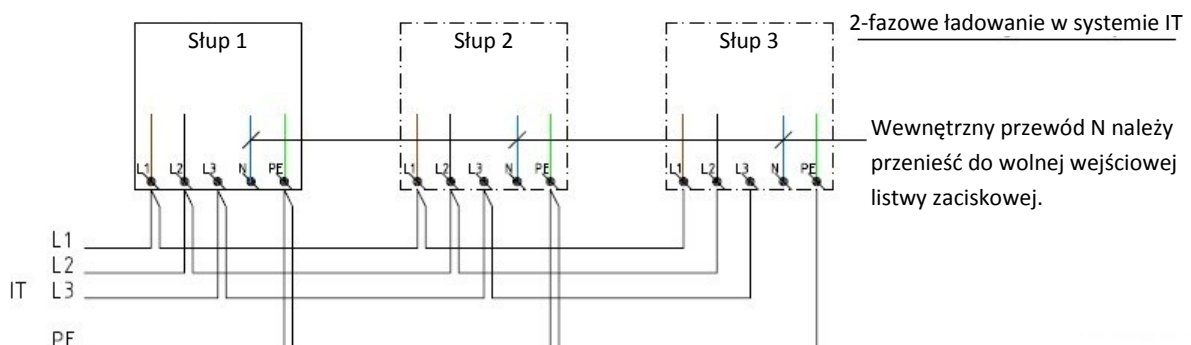 2-fazowe ładowanie w systemie IT
Słup 1
Słup 2
Słup 3
Wewnętrzny przewód N należy
przenieść do wolnej wejściowej
listwy zaciskowej.
L1 L2 L3 N PE
L1 L2 L3 N PE
L1 L2 L3 N PE
L1
L2
IT L3
PE